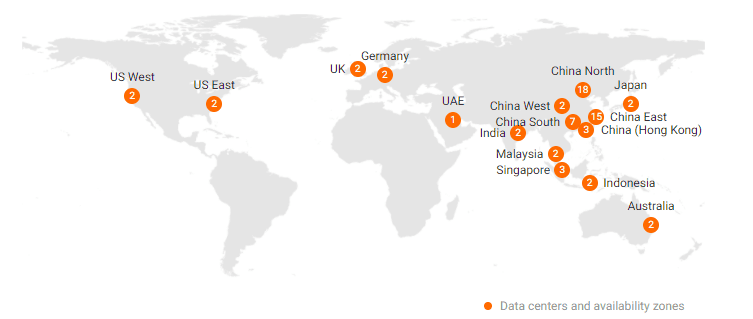 Germany
UK 2
2
China North
US West
US East
18
Japan
2
2
UAE
China West 2
2
1
China South 7
15 China East
India 2
3 China (Hong Kong)
Malaysia 2
Singapore 3
2 Indonesia
Australia
2
Data centers and availability zones